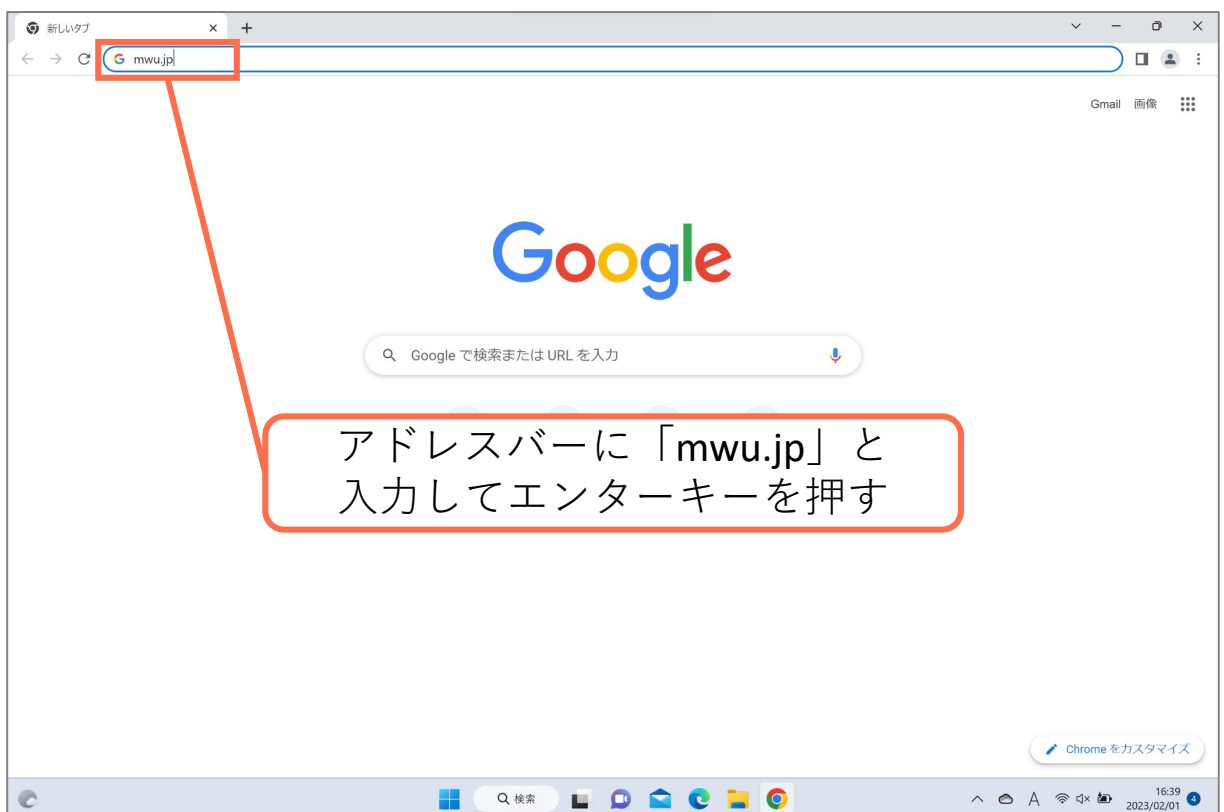 新しいタブ
mwu.jp
Gmail 画像
Google
Google で検索または URL を入力
アドレスバーに「mwu.jp」と
入力してエンターキーを押す
Chrome をカスタマイズ
検索
A
16:39
2023/02/01
4